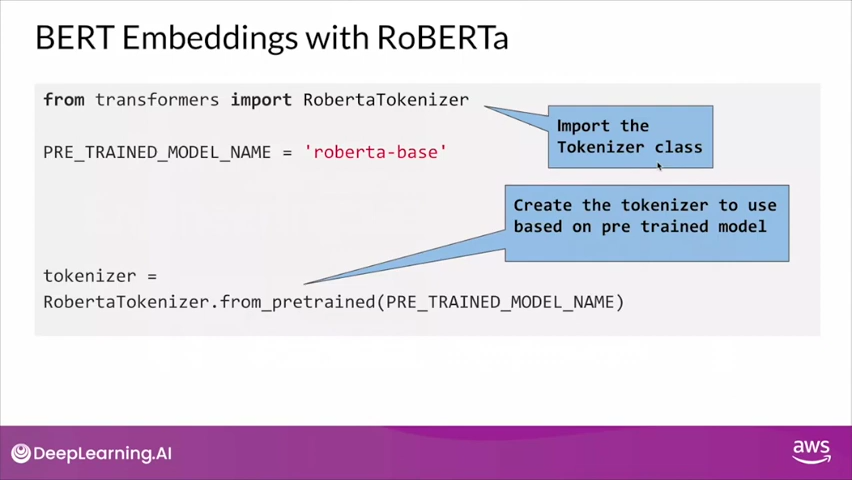 BERT Embeddings with RoBERTa
from transformers import RobertaTokenizer
Import the
Tokenizer class
PRE_TRAINED_MODEL_NAME = 'roberta-base'
Create the tokenizer to use
based on pre trained model
tokenizer =
RobertaTokenizer.from_pretrained(PRE_TRAINED_MODEL_NAME)
DeepLearning.AI
aws